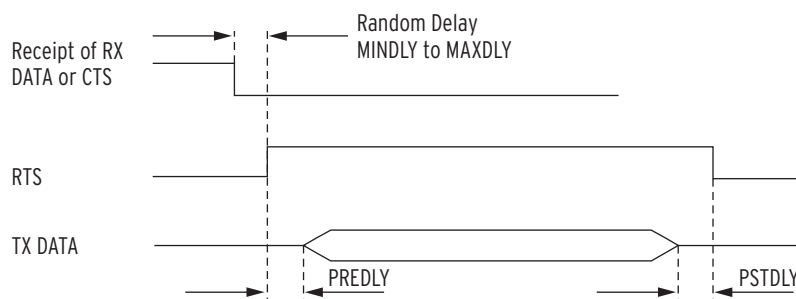 Random Delay
MINDLY to MAXDLY
Receipt of RX
DATA or CTS
RTS
TX DATA
PREDLY
PSTDLY